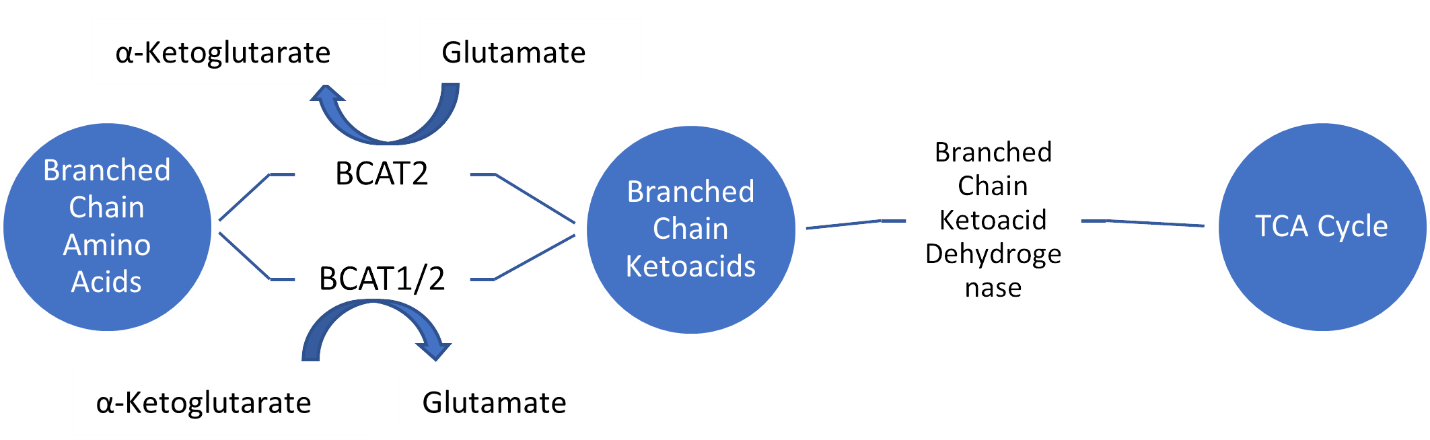 α-Ketoglutarate
Glutamate
Branched
Chain
Amino
Acids
BCAT2
BCAT1/2
α-Ketoglutarate
Glutamate
Branched
Chain
Ketoacids
Branched
Chain
Ketoacid
Dehydroge
nase
TCA Cycle